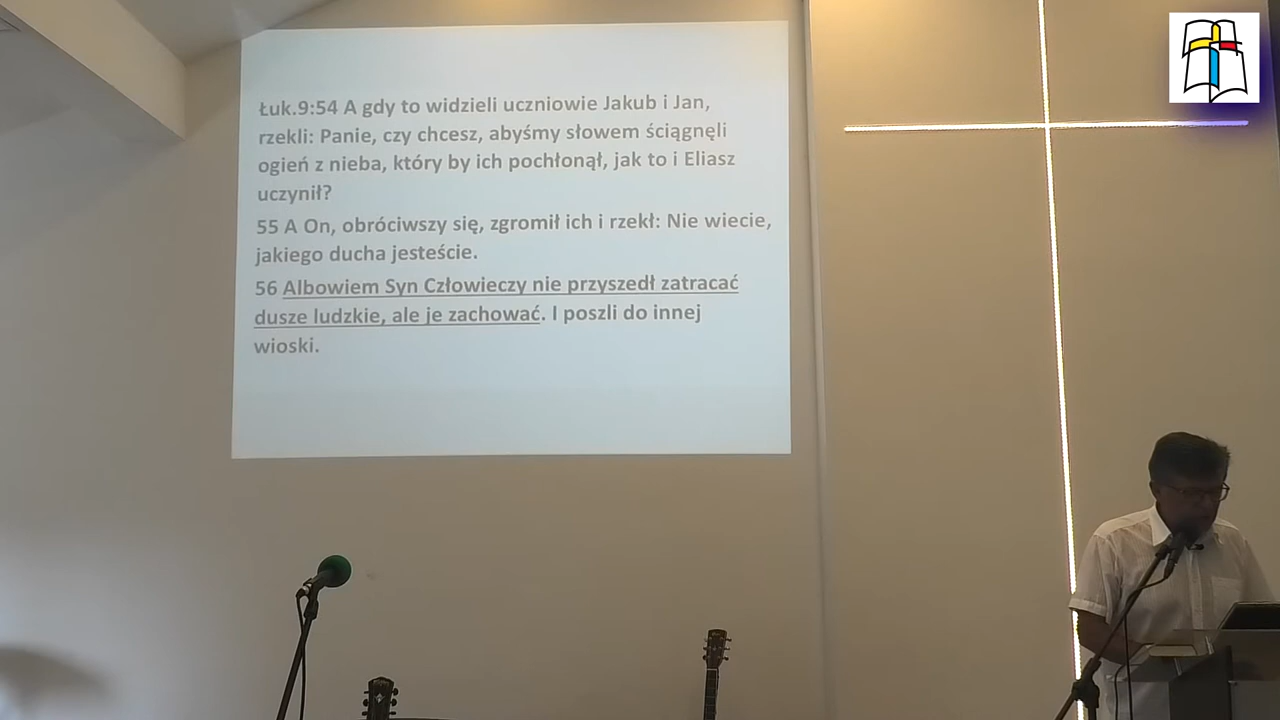 Łuk.9:54 A gdy to widzieli uczniowie Jakub i Jan,
rzekli: Panie, czy chcesz, abyśmy słowem ściągnęli
ogień z nieba, który by ich pochłonął, jak to i Eliasz
uczynił?
55 A On, obróciwszy się, zgromił ich i rzekł: Nie wiecie,
jakiego ducha jesteście.
56 Albowiem Syn Człowieczy nie przyszedł zatracać
dusze ludzkie, ale je zachować. I poszli do innej
wioski.